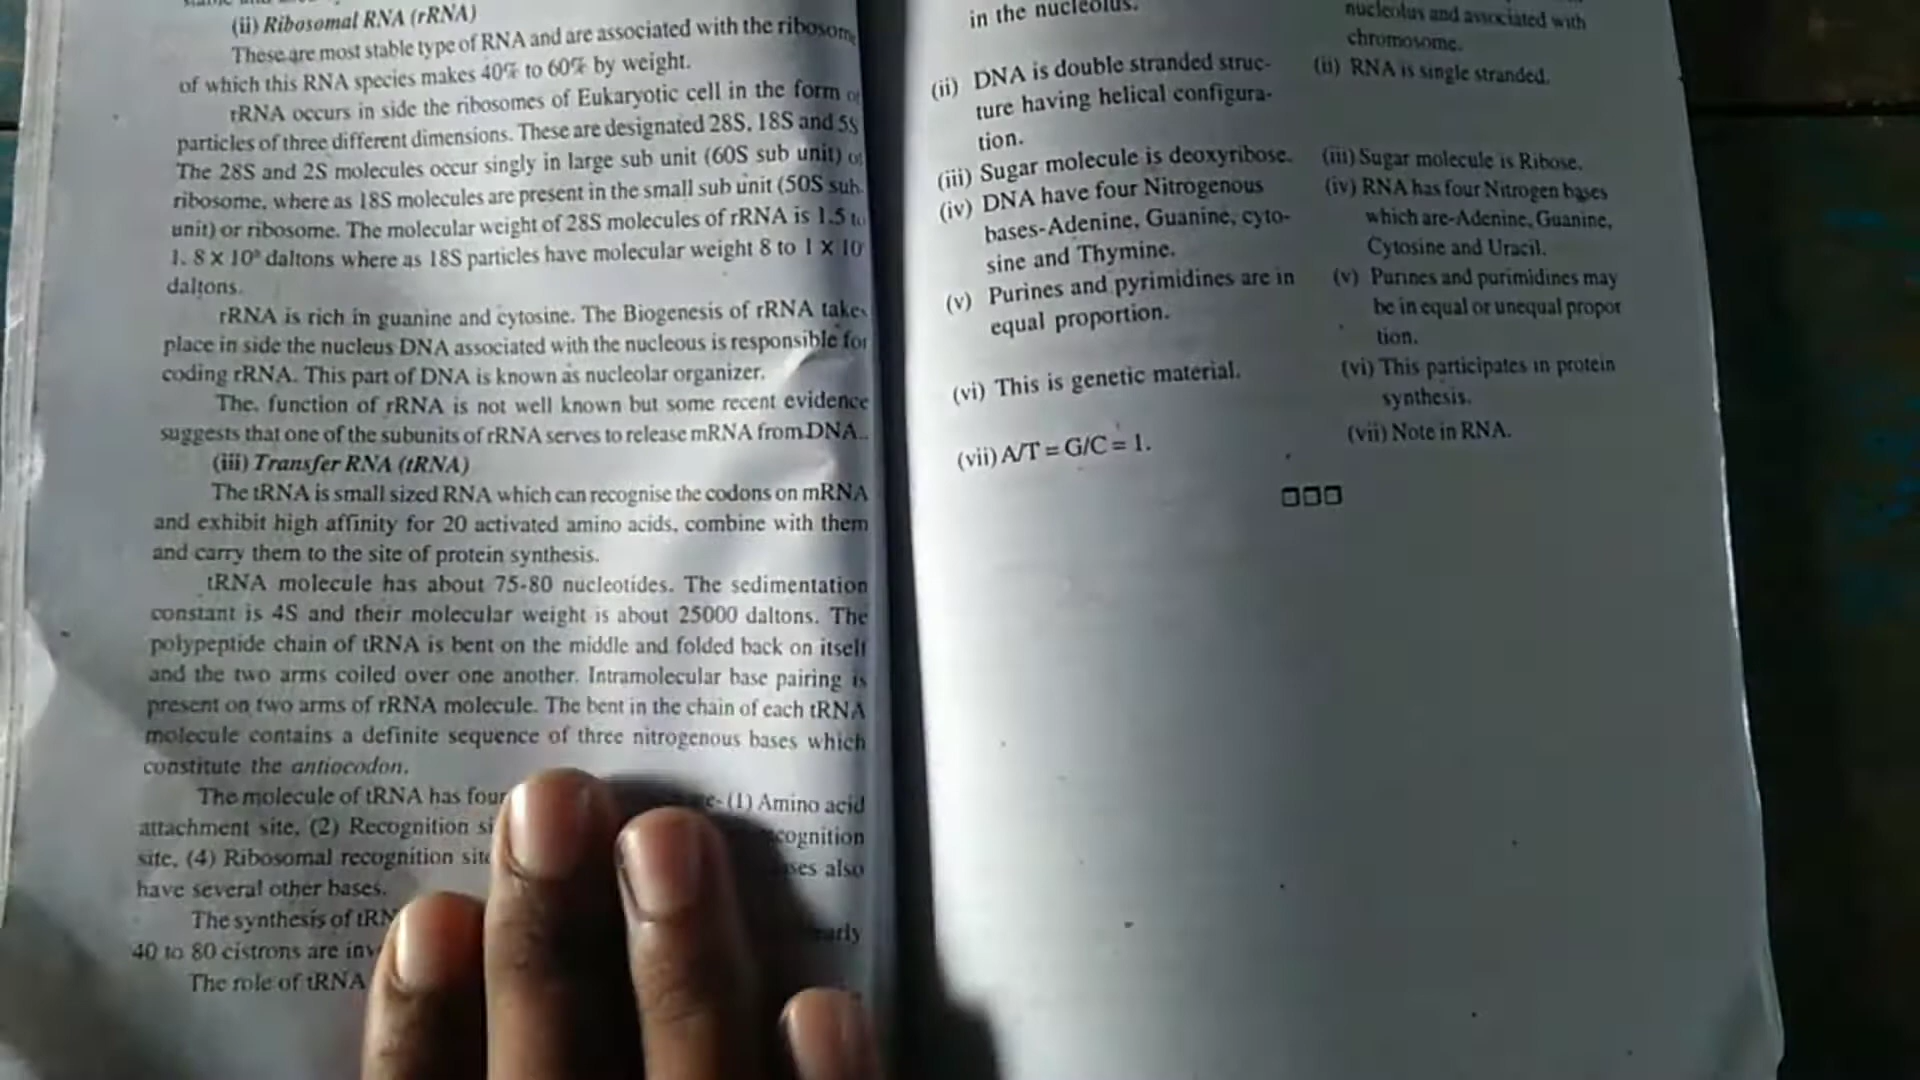 (ii) Ribosomal RNA (rRNA)
These are most stable type of RNA and are associated with the ribosome
of which this RNA species makes 40% to 60% by weight.
rRNA occurs in side the ribosomes of Eukaryotic cell in the form of
particles of three different dimensions. These are designated 28S, 18S and 5S
The 28S and 2S molecules occur singly in large sub unit (60S sub unit) of
ribosome, where as 18S molecules are present in the small sub unit (50S sub-
unit) or ribosome. The molecular weight of 28S molecules of rRNA is 1.5 to
daltons where as 18S particles have molecular weight 8 to 1 X 10
daltons.
rRNA is rich in guanine and cytosine. The Biogenesis of rRNA takes
place in side the nucleus DNA associated with the nucleous is responsible for
coding rRNA. This part of DNA is known as nucleolar organizer.
The. function of rRNA is not well known but some recent evidence
suggests that one of the subunits of rRNA serves to release mRNA from DNA..
(iii) Transfer RNA (tRNA)
The tRNA is small sized RNA which can recognise the codons on mRNA
and exhibit high affinity for 20 activated amino acids, combine with them
and carry them to the site of protein synthesis.
tRNA molecule has about 75-80 nucleotides. The sedimentation
constant is 4S and their molecular weight is about 25000 daltons. The
polypeptide chain of tRNA is bent on the middle and folded back on itself
and the two arms coiled over one another. Intramolecular base pairing is
present on two arms of rRNA molecule. The bent in the chain of each tRNA
molecule contains a definite sequence of three nitrogenous bases which
constitute the antiocodon.
The molecule of tRNA has four (1) Amino acid
attachment site, (2) Recognition cognition
site, (4) Ribosomal recognition site also
have several other bases.
The synthesis of tRN
40 to 80 cistrons are
The role of tRNA
in the nucleolus.
(ii) DNA is double stranded struc-
ture having helical configura-
tion.
(iii) Sugar molecule is deoxyribose.
(iv) DNA have four Nitrogenous
bases-Adenine, Guanine, cyto-
sine and Thymine.
(v) Purines and pyrimidines are in
equal proportion.
(vi) This is genetic material.
(vii) A/T = G/C = 1.
nucleolus and associated with
chromosome.
(ii) RNA is single stranded.
(iii) Sugar molecule is Ribose.
(iv) RNA has four Nitrogen bases
which are-Adenine, Guanine,
Cytosine and Uracil.
(v) Purines and purimidines may
be in equal or unequal propor
tion.
(vi) This participates in protein
synthesis.
(vii) Note in RNA.